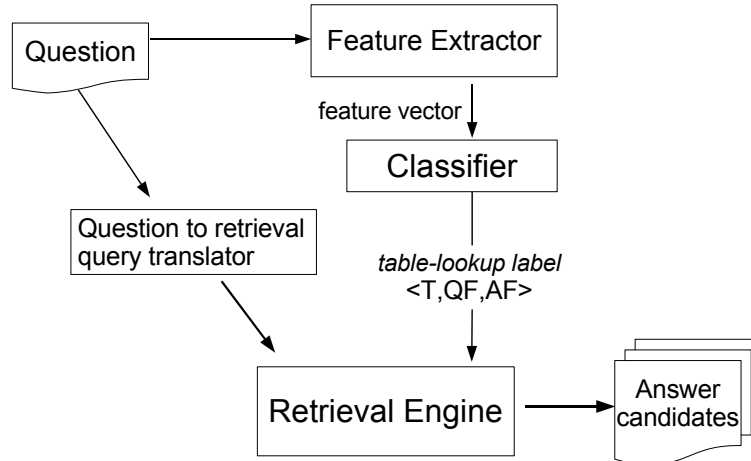 Question
Feature Extractor
feature vector
Classifier
Question to retrieval
query translator
table-lookup label
<T,QF,AF>
Retrieval Engine
Answer
candidates